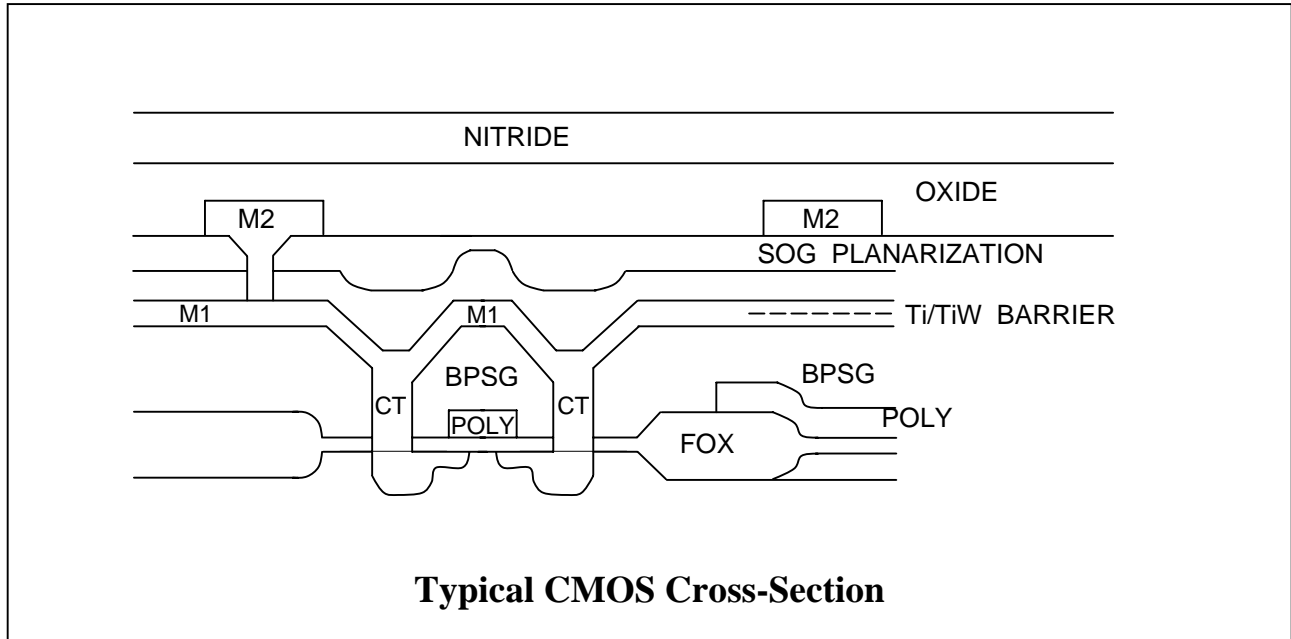 NITRIDE
OXIDE
M2
M2
SOG PLANARIZATION
M1
M1
Ti/TiW BARRIER
BPSG
BPSG
CT
CT
POLY
POLY
FOX
Typical CMOS Cross-Section